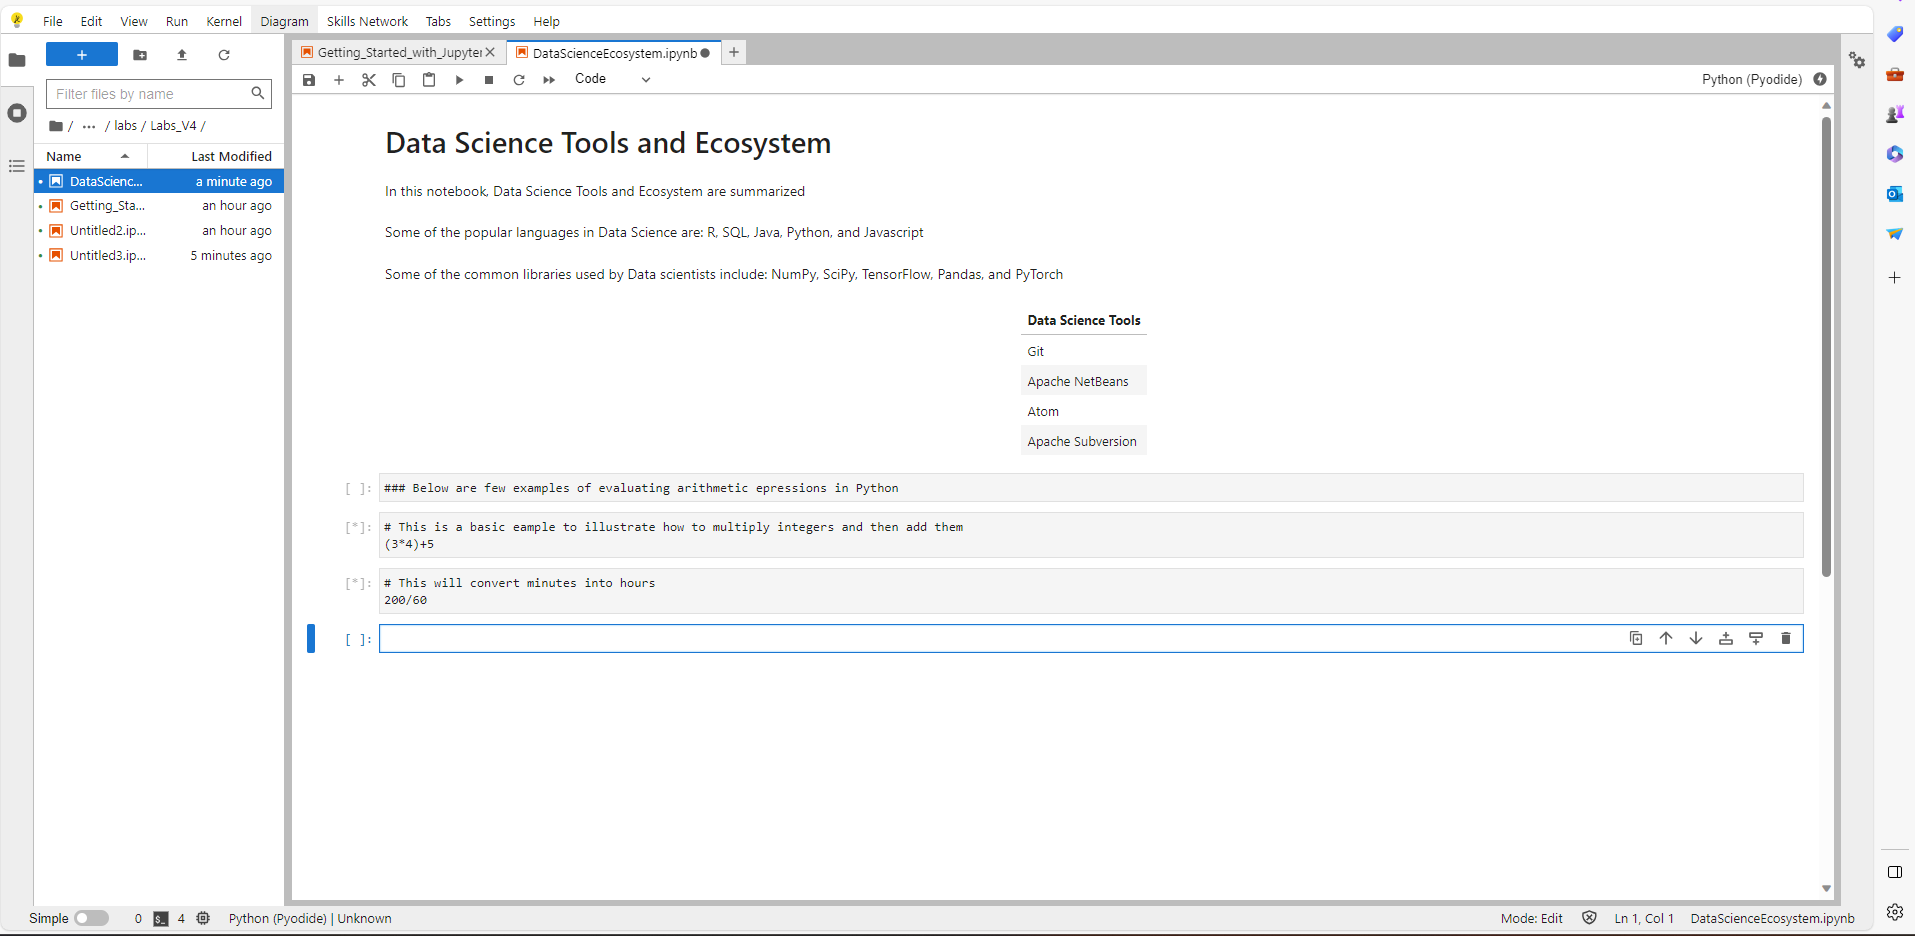 File Edit View Run Kernel Diagram Skills Network Tabs Settings Help
+
Filter files by name
/ ... / labs / Labs_V4 /
Name Last Modified
DataScienc... a minute ago
Getting_Sta... an hour ago
Untitled2.ip... an hour ago
Untitled3.ip... 5 minutes ago
Getting_Started_with_Jupyter DataScienceEcosystem.ipynb
Code
Python (Pyodide)
Data Science Tools and Ecosystem
In this notebook, Data Science Tools and Ecosystem are summarized
Some of the popular languages in Data Science are: R, SQL, Java, Python, and Javascript
Some of the common libraries used by Data scientists include: NumPy, SciPy, TensorFlow, Pandas, and PyTorch
Data Science Tools
Git
Apache NetBeans
Atom
Apache Subversion
[ ]: ### Below are few examples of evaluating arithmetic epressions in Python
[*]: # This is a basic eample to illustrate how to multiply integers and then add them
(3*4)+5
[*]: # This will convert minutes into hours
200/60
[ ]:
Simple 0 $_ 4 Python (Pyodide) | Unknown
Mode: Edit Ln 1, Col 1 DataScienceEcosystem.ipynb